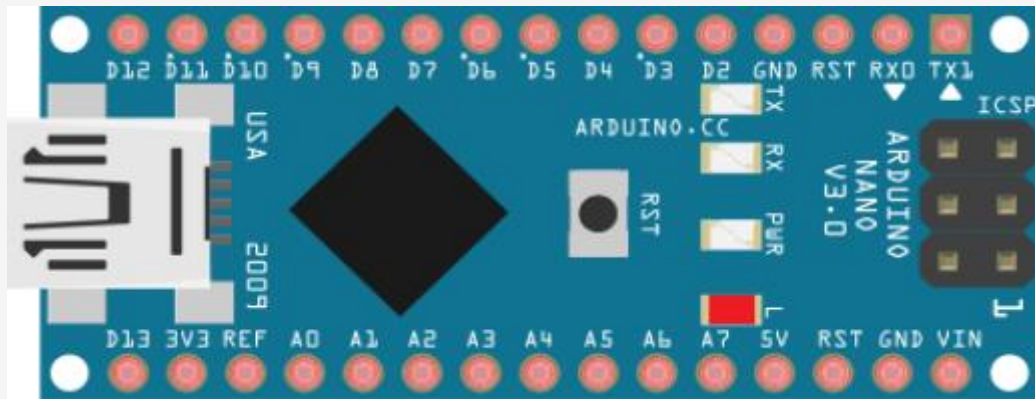 D12 D11 D10 D9 D8 D7 D6 D5 D4 D3 D2 GND RST RX0 TX1
TX
ICSP
USA
ARDUINO.CC
RX
ARDUINO
NANO
V3.0
RST
PWR
2009
L
1
D13 3V3 REF A0 A1 A2 A3 A4 A5 A6 A7 5V RST GND VIN